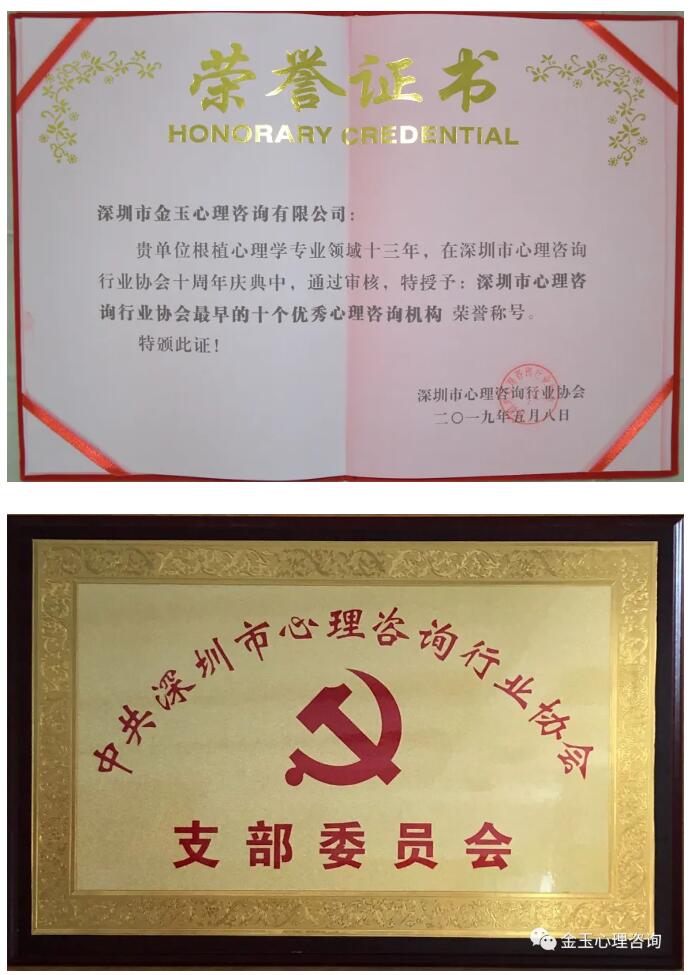 荣誉证书
HONORARY CREDENTIAL
深圳市金玉心理咨询有限公司：
贵单位根植心理学专业领域十三年，在深圳市心理咨询
行业协会十周年庆典中，通过审核，特授予：深圳市心理咨
询行业协会最早的十个优秀心理咨询机构 荣誉称号。
特颁此证！
深圳市心理咨询行业协会
二〇一九年五月八日
中共深圳市心理咨询行业协会
支部委员会
金玉心理咨询